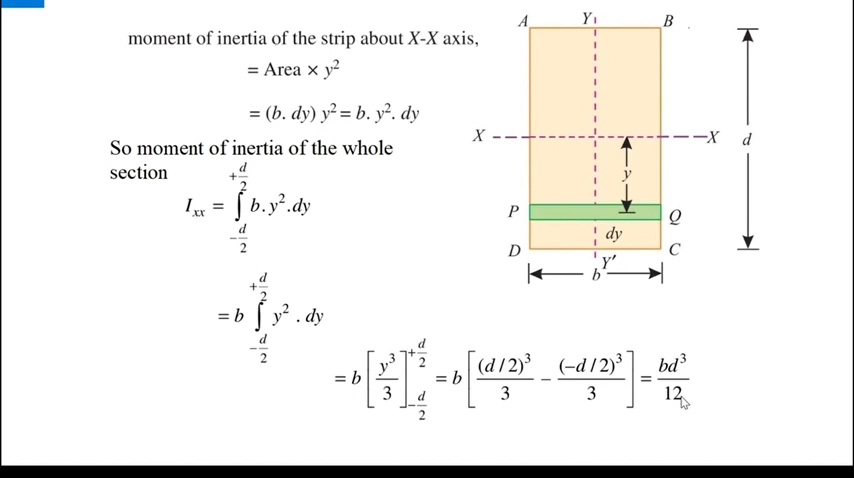 moment of inertia of the strip about X-X axis,
= Area × y²
= (b. dy) y² = b. y². dy
So moment of inertia of the whole
section
Iₓₓ = ∫_{-d/2}^{+d/2} b.y².dy
= b ∫_{-d/2}^{+d/2} y² . dy
= b [y³/3]_{-d/2}^{+d/2} = b [(d/2)³/3 – (–d/2)³/3] = bd³/12
A Y B
X X d
y
P Q
dy
D C
Y′
b